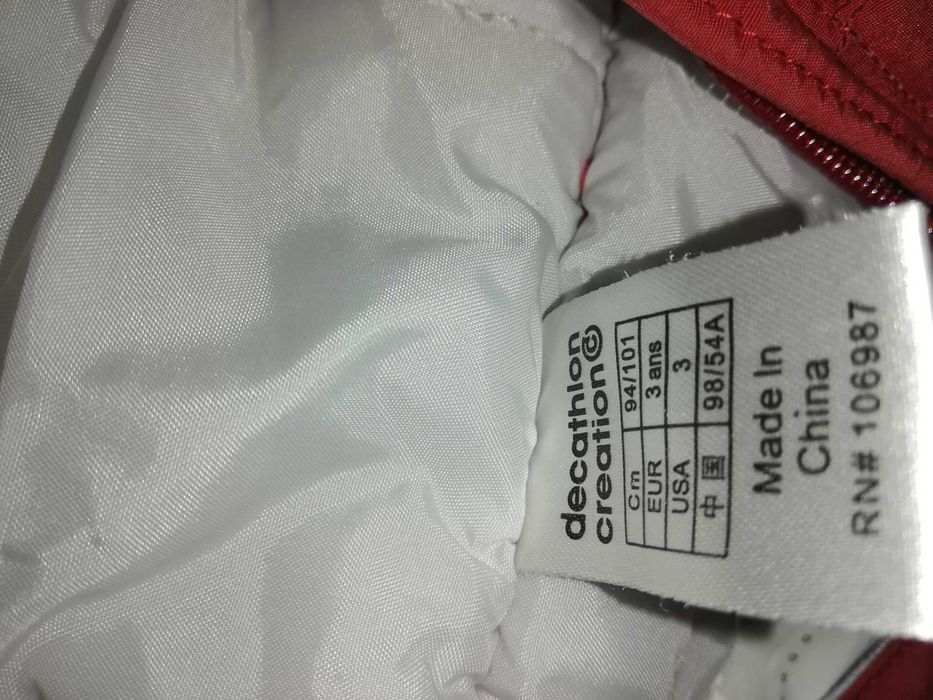 decathlon
creation©
Cm 94/101
EUR 3 ans
USA 3
中国 98/54A
Made In
China
RN# 106987